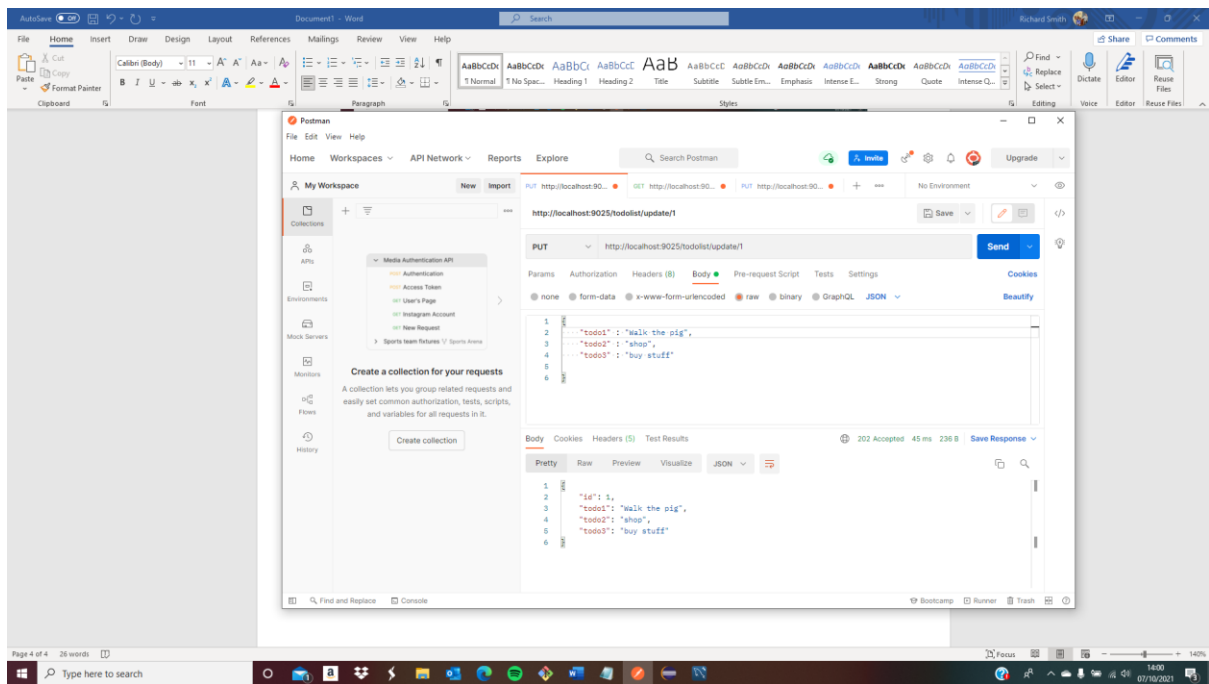 AutoSave Off Document1 - Word Search Richard Smith
File Home Insert Draw Design Layout References Mailings Review View Help Share Comments
Cut
Copy
Paste
Format Painter
Calibri (Body) 11
AaBbCcDc AaBbCcDc AaBbCc AaBbCcC AaB AaBbCcC AaBbCcDc AaBbCcDc AaBbCcDc AaBbCcDc AaBbCcDc AaBbCcDc
Normal No Spac... Heading 1 Heading 2 Title Subtitle Subtle Em... Emphasis Intense E... Strong Quote Intense Q...
Find
Replace
Select
Dictate Editor Reuse Files
Clipboard Font Paragraph Styles Editing Voice Editor Reuse Files
Postman
File Edit View Help
Home Workspaces API Network Reports Explore Search Postman Invite Upgrade
My Workspace New Import PUT http://localhost:90... GET http://localhost:90... PUT http://localhost:90... No Environment
Collections
APIs
Environments
Mock Servers
Monitors
Flows
History
Media Authentication API
POST Authentication
POST Access Token
GET User's Page
GET Instagram Account
GET New Request
Sports team fixtures Sports Arena
Create a collection for your requests
A collection lets you group related requests and
easily set common authorization, tests, scripts,
and variables for all requests in it.
Create collection
http://localhost:9025/todolist/update/1 Save
PUT http://localhost:9025/todolist/update/1 Send
Params Authorization Headers (8) Body Pre-request Script Tests Settings Cookies
none form-data x-www-form-urlencoded raw binary GraphQL JSON Beautify
1 {
2 "todo1" : "Walk the pig",
3 "todo2" : "shop",
4 "todo3" : "buy stuff"
5
6 }
Body Cookies Headers (5) Test Results 202 Accepted 45 ms 236 B Save Response
Pretty Raw Preview Visualize JSON
1 {
2 "id": 1,
3 "todo1": "Walk the pig",
4 "todo2": "shop",
5 "todo3": "buy stuff"
6 }
Find and Replace Console Bootcamp Runner Trash
Page 4 of 4 26 words Focus 140%
Type here to search 14:00
07/10/2021